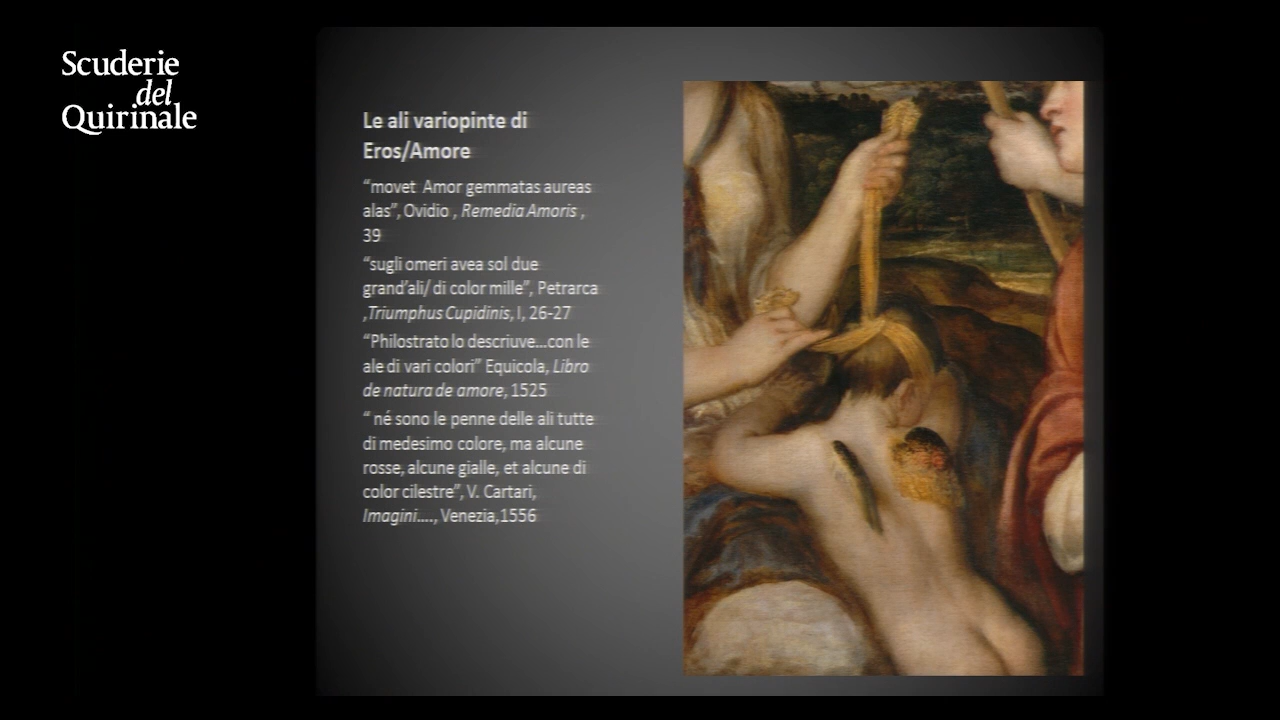 Scuderie
del
Quirinale
Le ali variopinte di
Eros/Amore
“movet Amor gemmatas aureas
alas”, Ovidio , Remedia Amoris ,
39
“sugli omeri avea sol due
grand’ali/ di color mille”, Petrarca
,Triumphus Cupidinis, I, 26-27
“Philostrato lo descriuve...con le
ale di vari colori” Equicola, Libro
de natura de amore, 1525
“ né sono le penne delle ali tutte
di medesimo colore, ma alcune
rosse, alcune gialle, et alcune di
color cilestre”, V. Cartari,
Imagini...., Venezia,1556